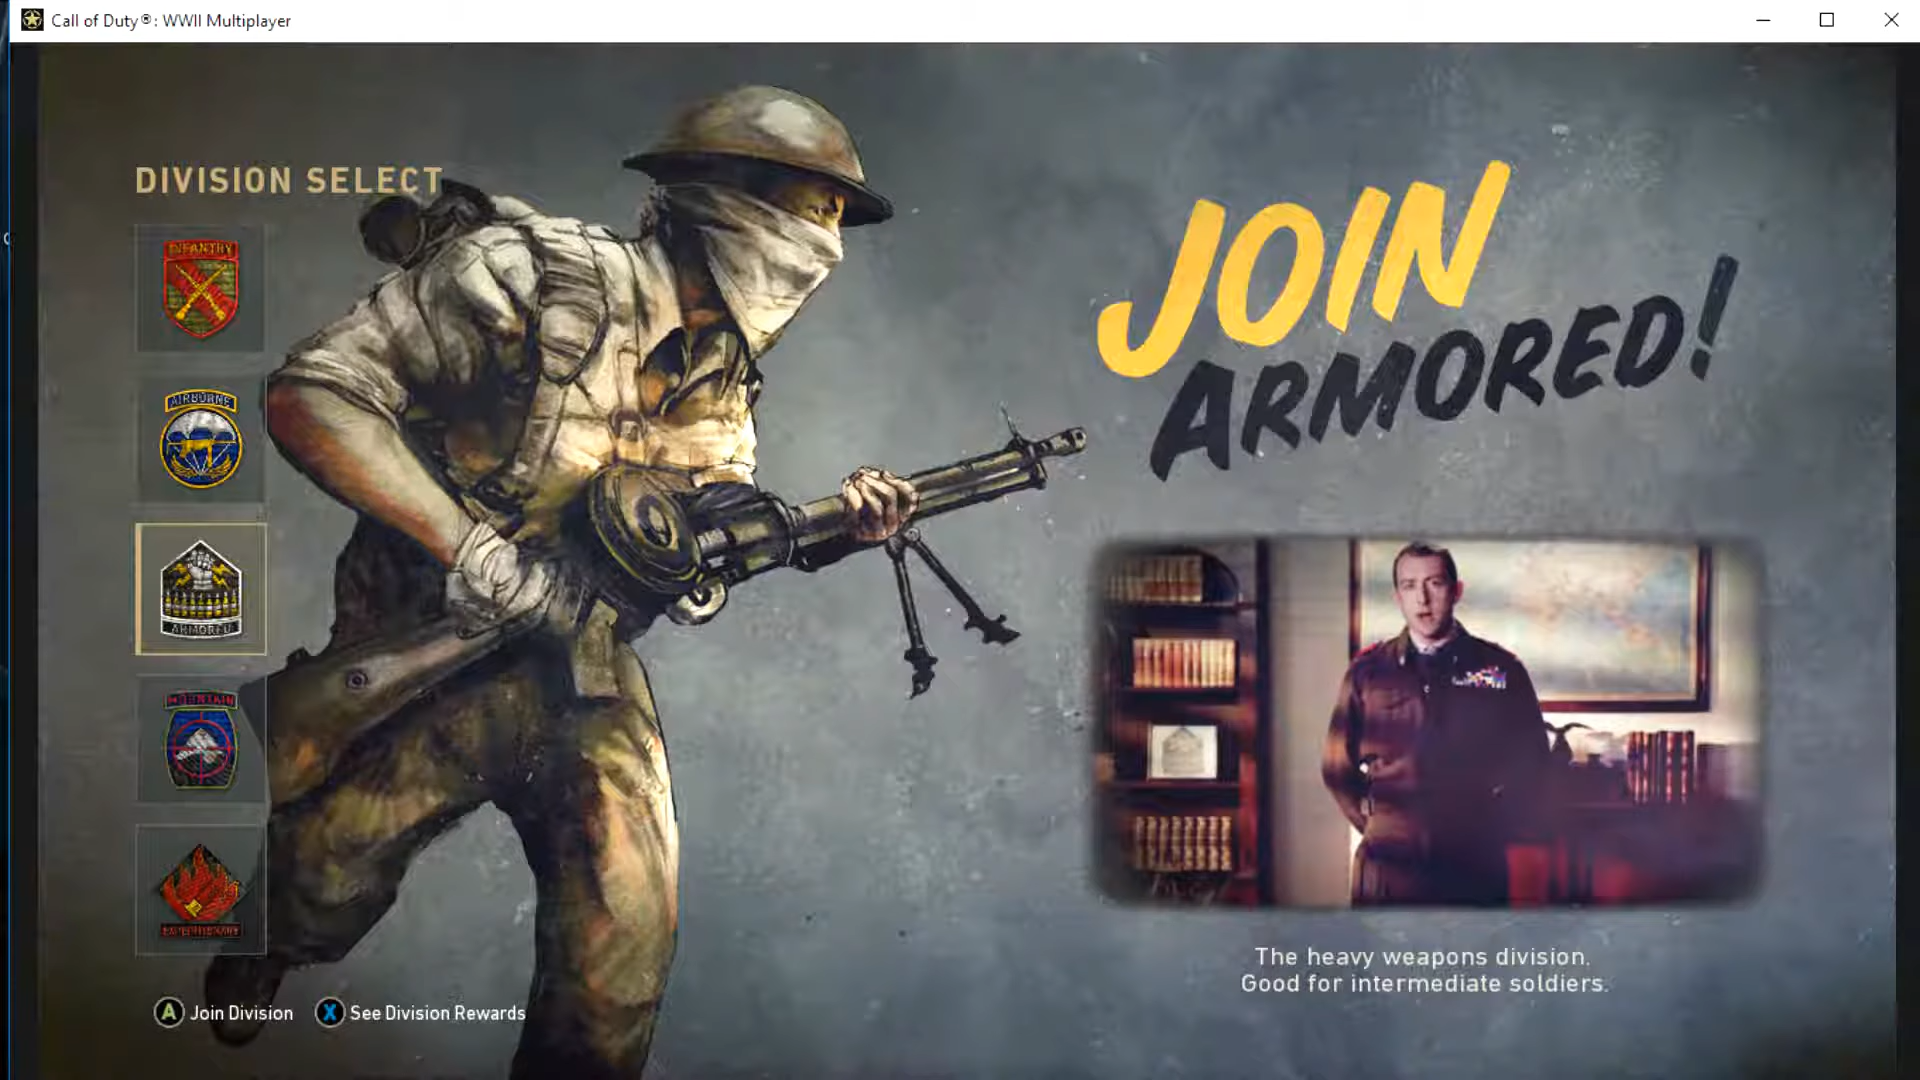 Call of Duty®: WWII Multiplayer
DIVISION SELECT
INFANTRY
AIRBORNE
ARMORED
MOUNTAIN
EXPEDITIONARY
JOIN
ARMORED!
The heavy weapons division.
Good for intermediate soldiers.
A Join Division
X See Division Rewards